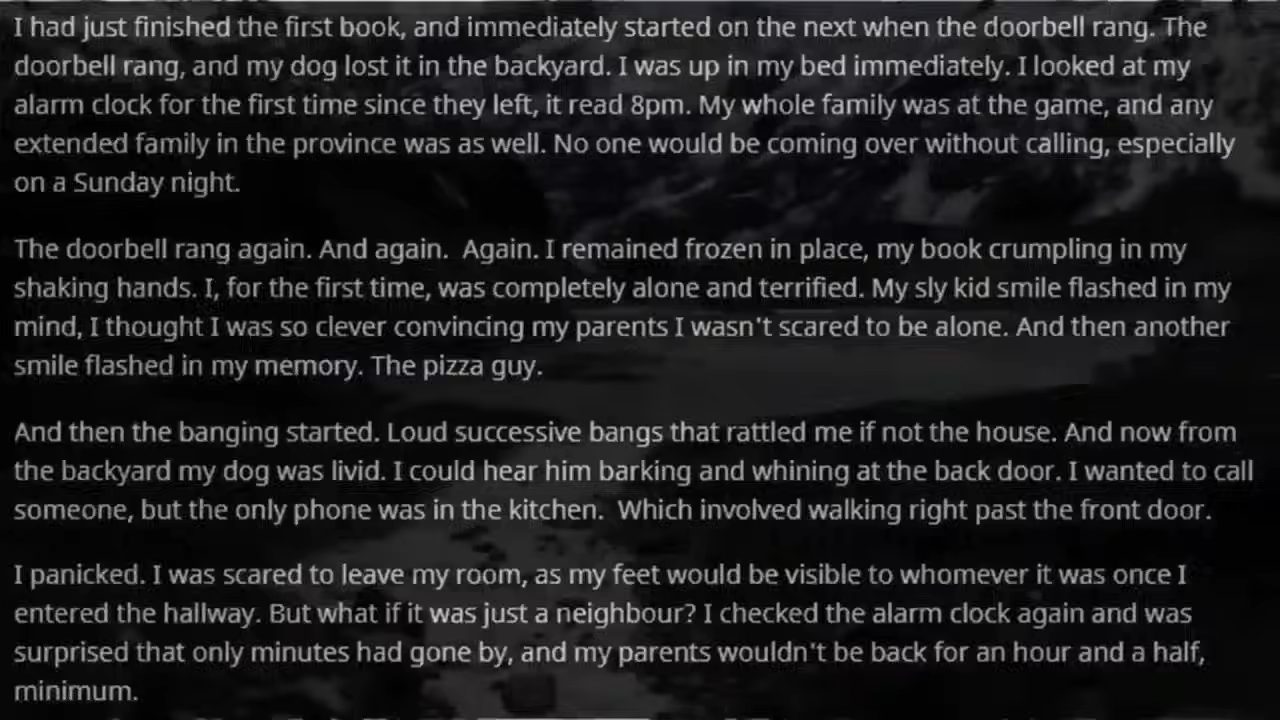 I had just finished the first book, and immediately started on the next when the doorbell rang. The
doorbell rang, and my dog lost it in the backyard. I was up in my bed immediately. I looked at my
alarm clock for the first time since they left, it read 8pm. My whole family was at the game, and any
extended family in the province was as well. No one would be coming over without calling, especially
on a Sunday night.
The doorbell rang again. And again.  Again. I remained frozen in place, my book crumpling in my
shaking hands. I, for the first time, was completely alone and terrified. My sly kid smile flashed in my
mind, I thought I was so clever convincing my parents I wasn't scared to be alone. And then another
smile flashed in my memory. The pizza guy.
And then the banging started. Loud successive bangs that rattled me if not the house. And now from
the backyard my dog was livid. I could hear him barking and whining at the back door. I wanted to call
someone, but the only phone was in the kitchen.  Which involved walking right past the front door.
I panicked. I was scared to leave my room, as my feet would be visible to whomever it was once I
entered the hallway. But what if it was just a neighbour? I checked the alarm clock again and was
surprised that only minutes had gone by, and my parents wouldn't be back for an hour and a half,
minimum.